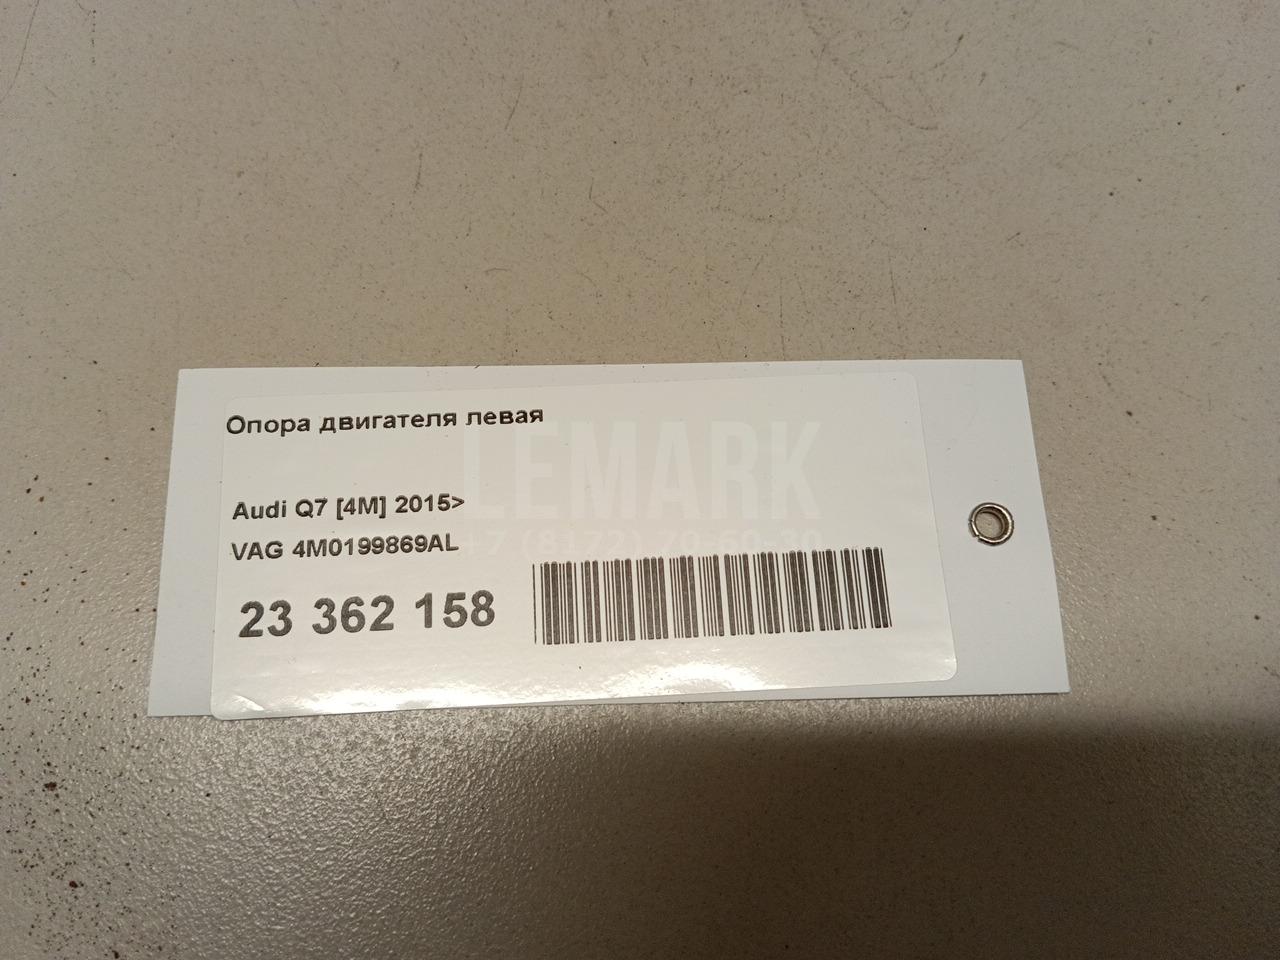 Опора двигателя левая
LEMARK
Audi Q7 [4M] 2015>
VAG 4M0199869AL
23 362 158